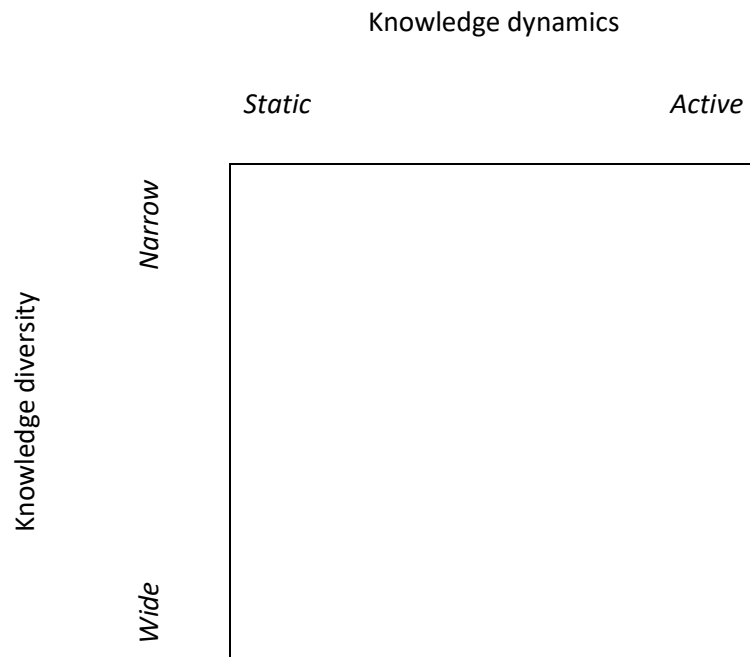 Knowledge dynamics
Static Active
Narrow
Knowledge diversity
Wide